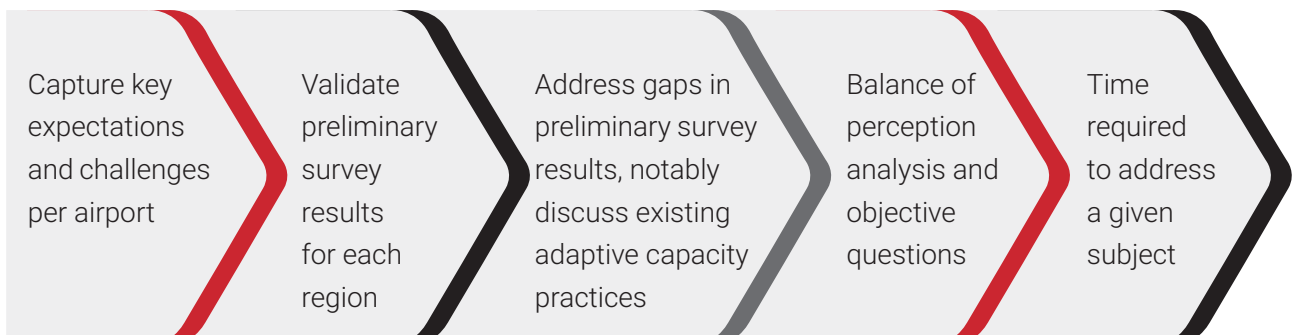 Capture key
expectations
and challenges
per airport
Validate
preliminary
survey
results
for each
region
Address gaps in
preliminary survey
results, notably
discuss existing
adaptive capacity
practices
Balance of
perception
analysis and
objective
questions
Time
required
to address
a given
subject